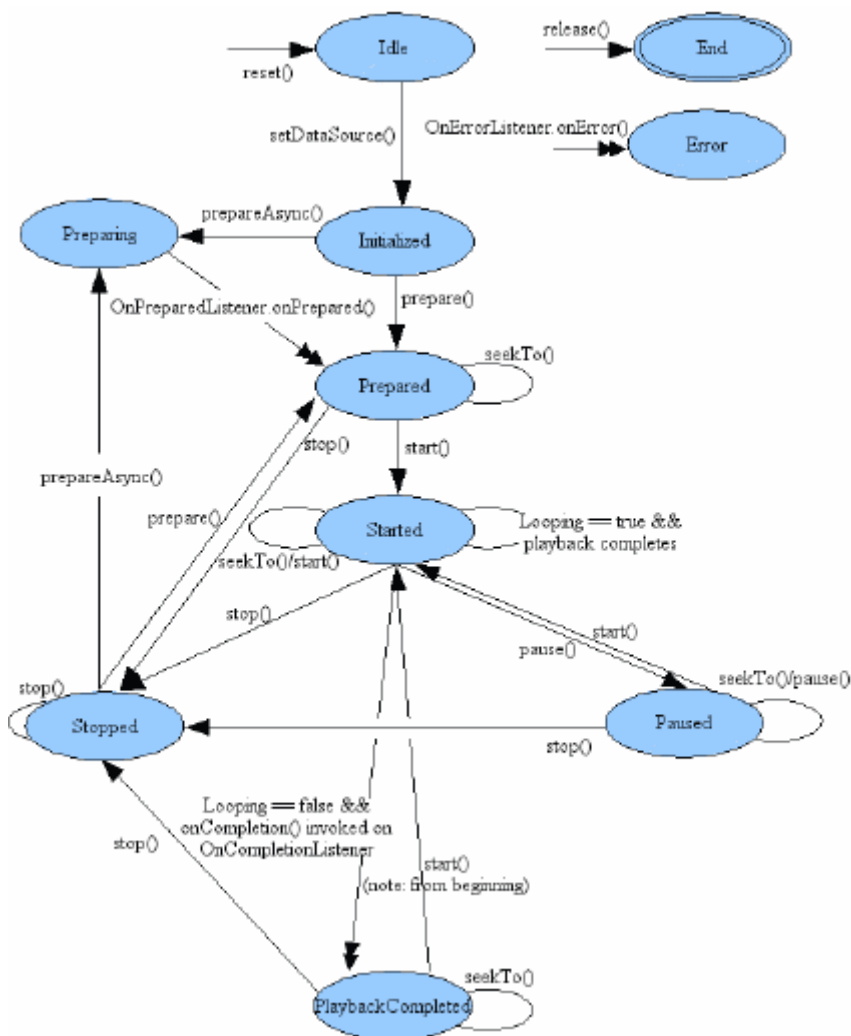 release()
Idle
End
reset()
OnErrorListener.onError()
setDataSource()
Error
prepareAsync()
Preparing
Initialized
OnPreparedListener.onPrepared()
prepare()
seekTo()
Prepared
stop()
start()
prepareAsync()
prepare()
Started
Looping == true &&
playback completes
seekTo()/start()
stop()
start()
pause()
stop()
seekTo()/pause()
Stopped
Paused
stop()
Looping == false &&
onCompletion() invoked on
OnCompletionListener
stop()
start()
(note: from beginning)
seekTo()
PlaybackCompleted